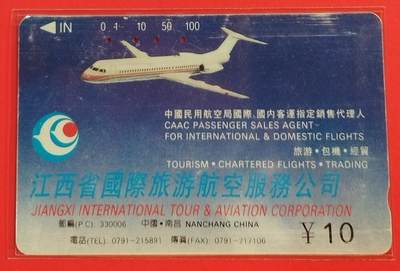 ◁IN 0 4 10 50 100
中國民用航空局國際、國內客運指定銷售代理人
CAAC PASSENGER SALES AGENT
FOR INTERNATIONAL & DOMESTIC FLIGHTS
旅游·包機·經貿
TOURISM · CHARTERED FLIGHTS · TRADING
江西省國際旅游航空服務公司
JIANGXI INTERNATIONAL TOUR & AVIATION CORPORATION
郵編(P.C): 330006 中國·南昌 NANCHANG CHINA
電話(TEL): 0791-215891 傳真(FAX): 0791-217106
¥10